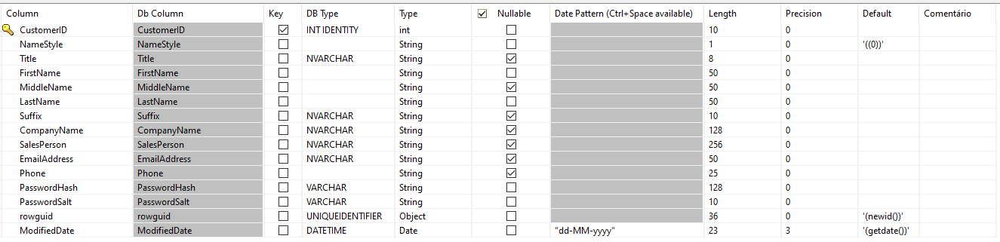 Column Db Column Key DB Type Type Nullable Date Pattern (Ctrl+Space available) Length Precision Default Comentário
CustomerID CustomerID INT IDENTITY int 10 0
NameStyle NameStyle String 1 0 '((0))'
Title Title NVARCHAR String 8 0
FirstName FirstName String 50 0
MiddleName MiddleName String 50 0
LastName LastName String 50 0
Suffix Suffix NVARCHAR String 10 0
CompanyName CompanyName NVARCHAR String 128 0
SalesPerson SalesPerson NVARCHAR String 256 0
EmailAddress EmailAddress NVARCHAR String 50 0
Phone Phone String 25 0
PasswordHash PasswordHash VARCHAR String 128 0
PasswordSalt PasswordSalt VARCHAR String 10 0
rowguid rowguid UNIQUEIDENTIFIER Object 36 0 '(newid())'
ModifiedDate ModifiedDate DATETIME Date "dd-MM-yyyy" 23 3 '(getdate())'